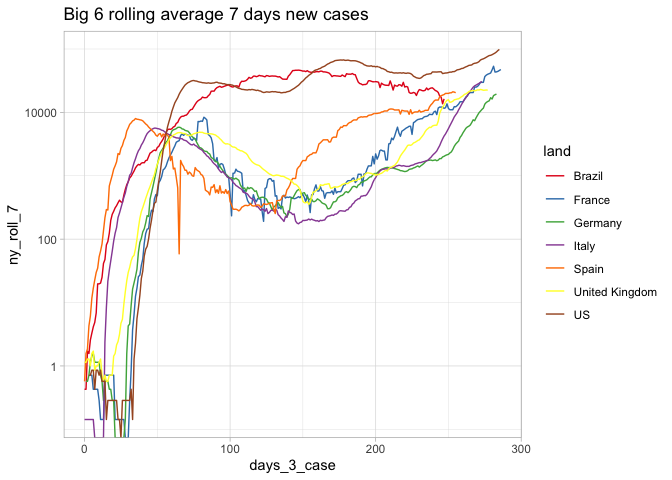 Big 6 rolling average 7 days new cases
ny_roll_7
10000
100
1
0
100
200
300
days_3_case
land
Brazil
France
Germany
Italy
Spain
United Kingdom
US